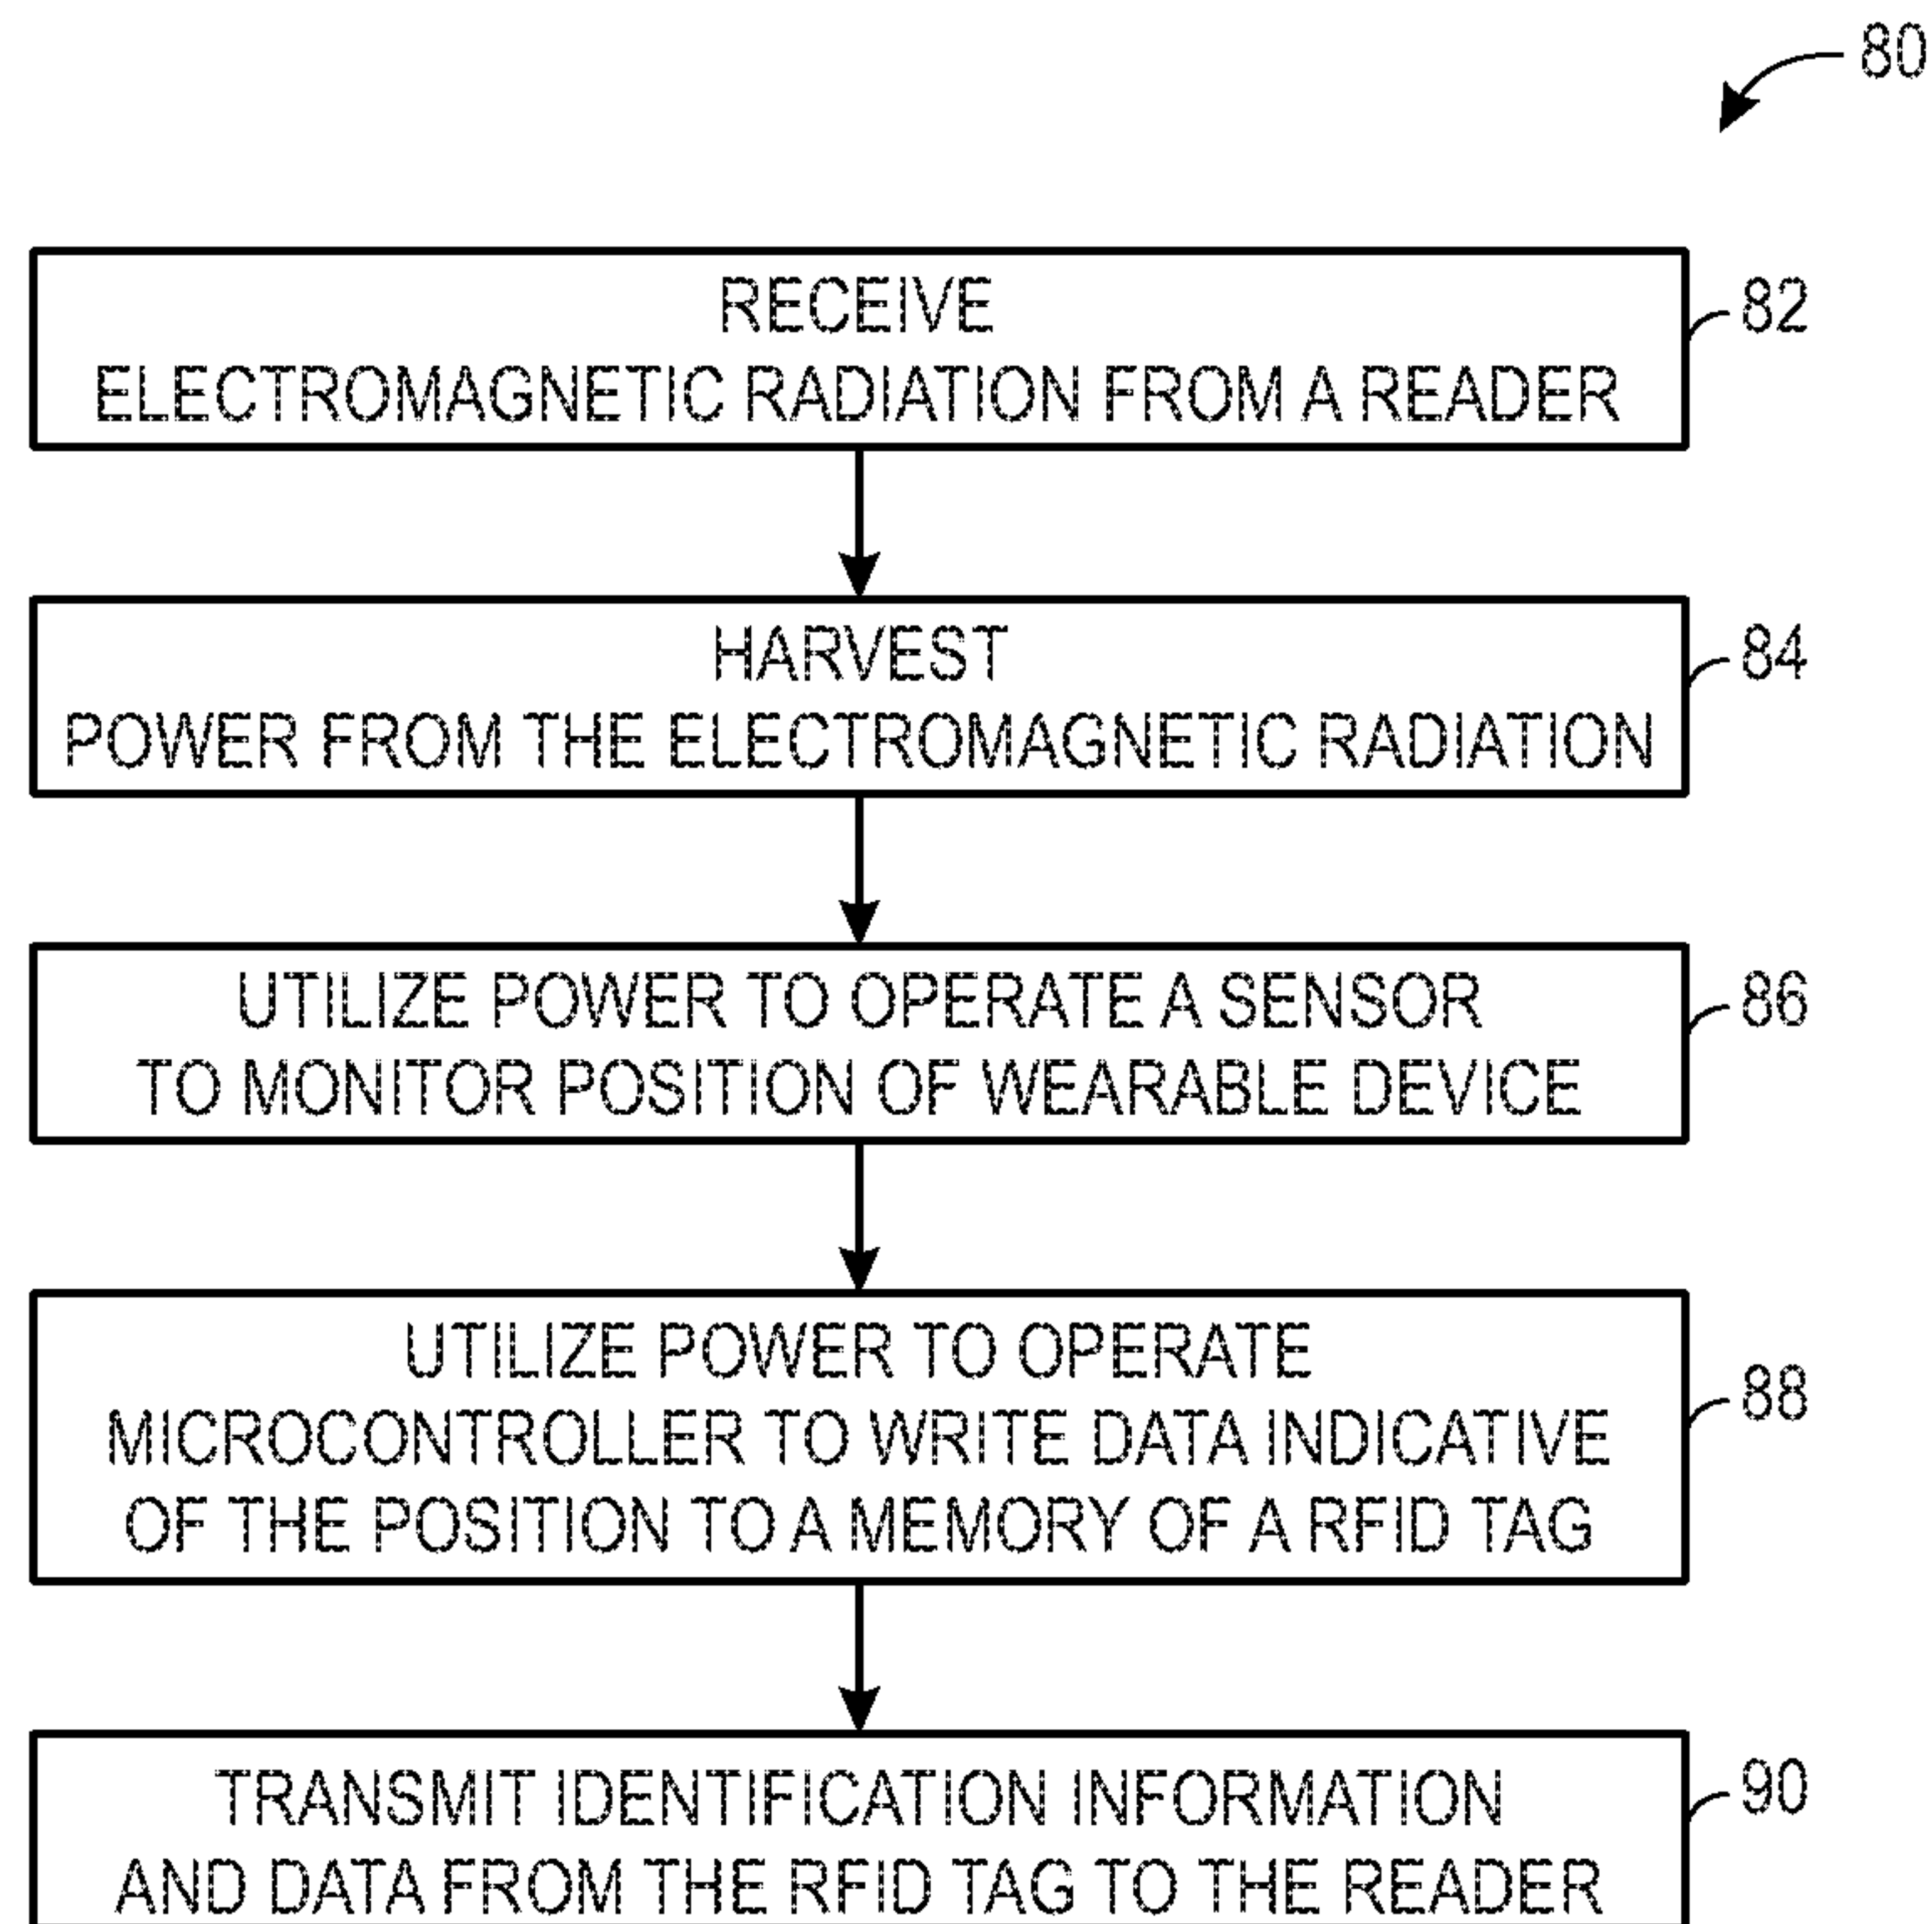 80
RECEIVE
ELECTROMAGNETIC RADIATION FROM A READER
82
HARVEST
POWER FROM THE ELECTROMAGNETIC RADIATION
84
UTILIZE POWER TO OPERATE A SENSOR
TO MONITOR POSITION OF WEARABLE DEVICE
86
UTILIZE POWER TO OPERATE
MICROCONTROLLER TO WRITE DATA INDICATIVE
OF THE POSITION TO A MEMORY OF A RFID TAG
88
TRANSMIT IDENTIFICATION INFORMATION
AND DATA FROM THE RFID TAG TO THE READER
90